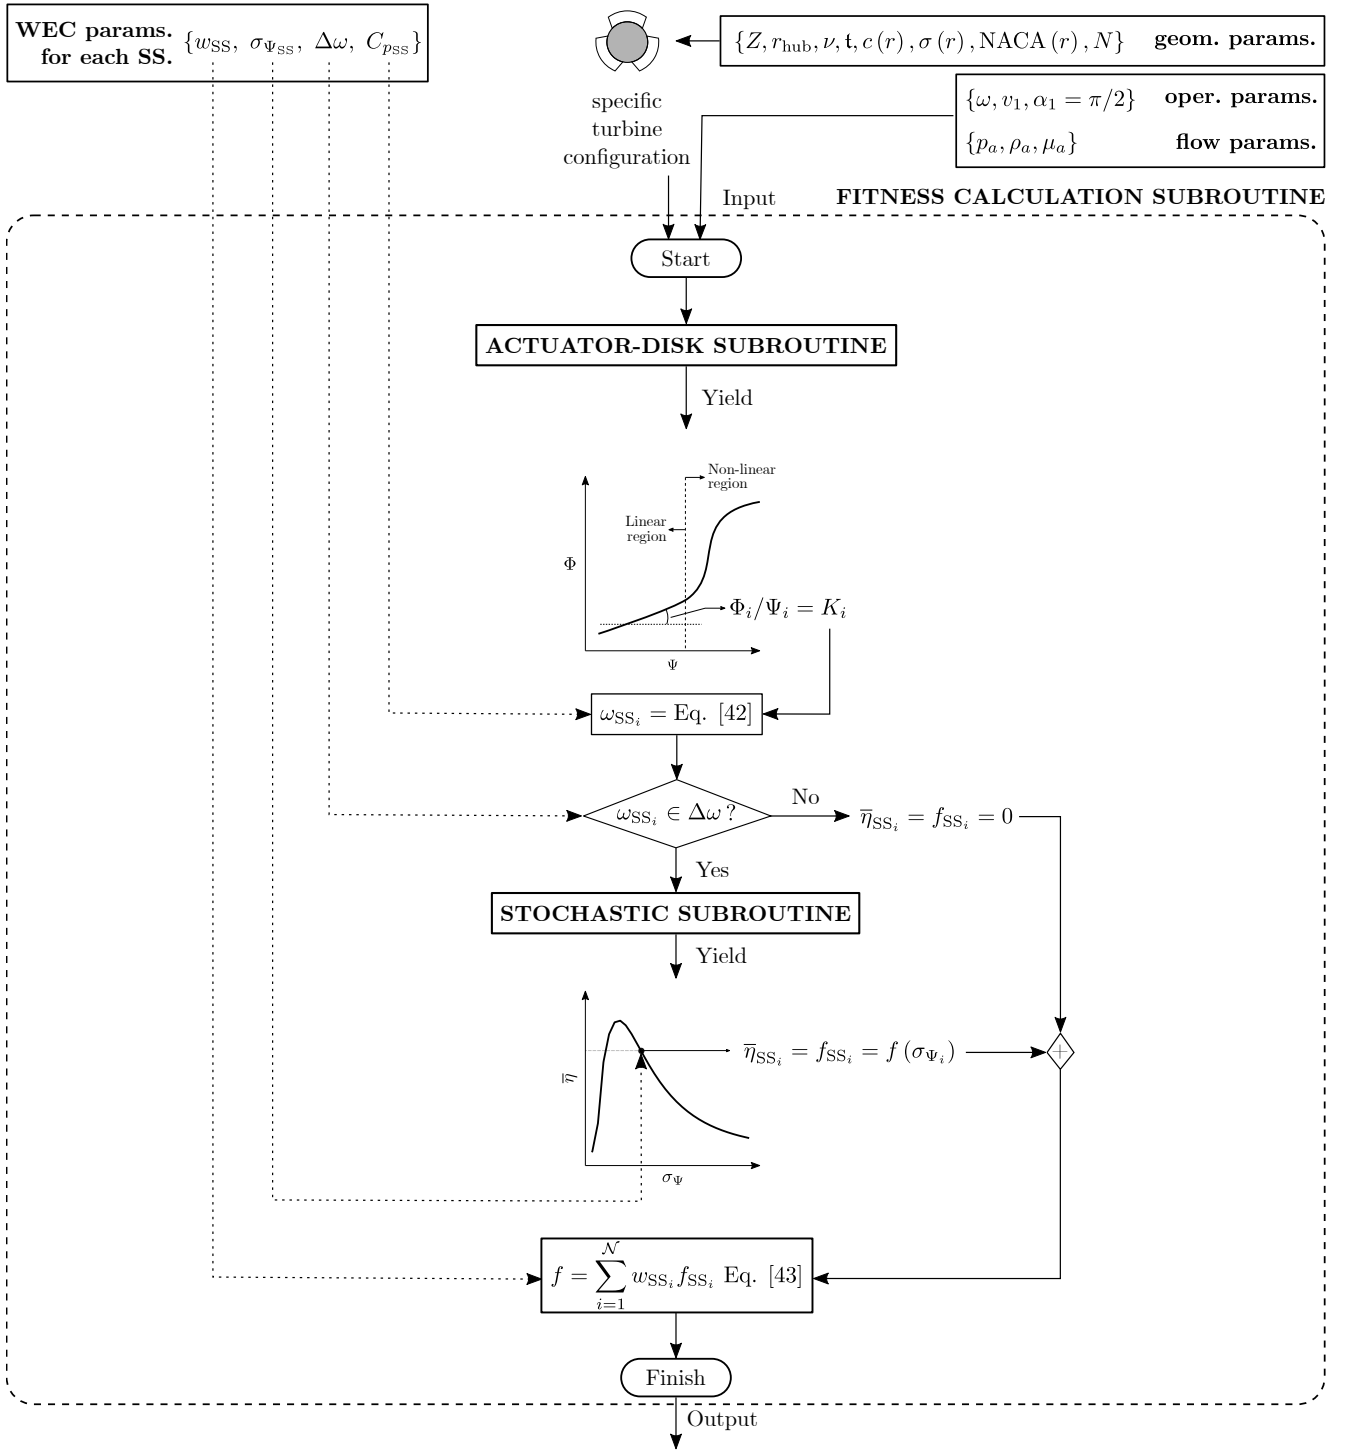 WEC params. {w_SS, σ_Ψ_SS, Δω, C_p_SS}
for each SS.
{Z, r_hub, ν, 𝔱, c (r) , σ (r) , NACA (r) , N} geom. params.
specific
turbine
configuration
{ω, v_1, α_1 = π/2} oper. params.
{p_a, ρ_a, μ_a} flow params.
Input
FITNESS CALCULATION SUBROUTINE
Start
ACTUATOR-DISK SUBROUTINE
Yield
Non-linear
region
Linear
region
Φ
Φ_i/Ψ_i = K_i
Ψ
ω_SS_i = Eq. [42]
ω_SS_i ∈ Δω ?
No
η̅_SS_i = f_SS_i = 0
Yes
STOCHASTIC SUBROUTINE
Yield
η̅
η̅_SS_i = f_SS_i = f (σ_Ψ_i)
+
σ_Ψ
f = ∑_{i=1}^{𝒩} w_SS_i f_SS_i Eq. [43]
Finish
Output